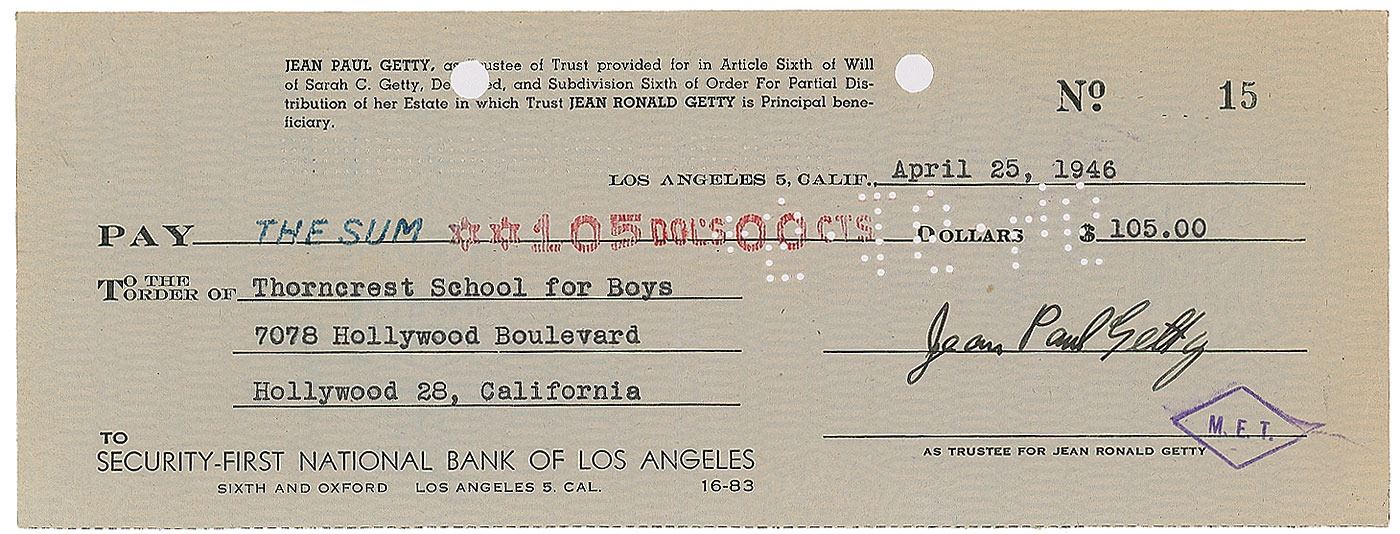 JEAN PAUL GETTY, as Trustee of Trust provided for in Article Sixth of Will
of Sarah C. Getty, Deceased, and Subdivision Sixth of Order For Partial Dis-
tribution of her Estate in which Trust JEAN RONALD GETTY is Principal bene-
ficiary.
Nº 15
LOS ANGELES 5, CALIF., April 25, 1946
PAY THE SUM **105 DOL'S 00 CTS DOLLARS $ 105.00
TO THE ORDER OF Thorncrest School for Boys
7078 Hollywood Boulevard
Hollywood 28, California
Jean Paul Getty
M. E. T.
AS TRUSTEE FOR JEAN RONALD GETTY
TO
SECURITY-FIRST NATIONAL BANK OF LOS ANGELES
SIXTH AND OXFORD LOS ANGELES 5. CAL. 16-83